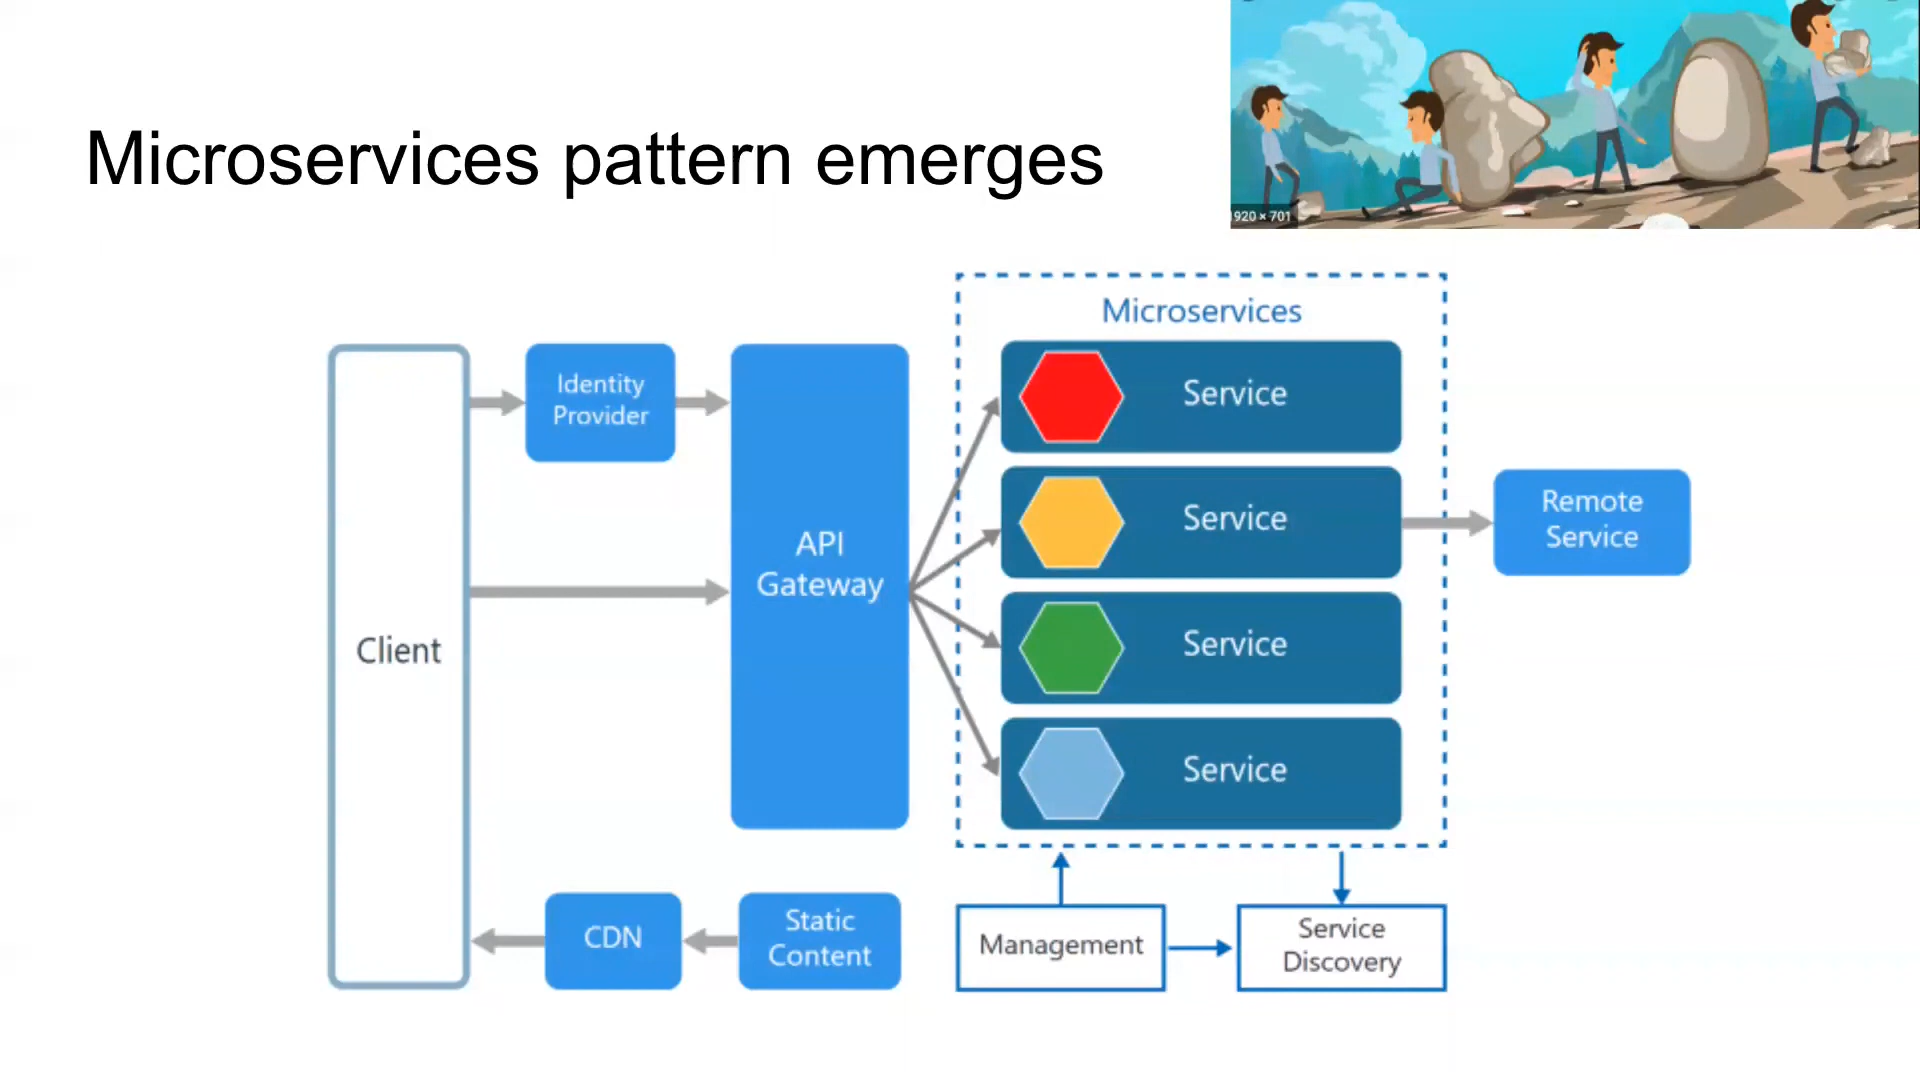 Microservices pattern emerges
1920 × 701
Microservices
Identity
Provider
Service
API
Gateway
Service
Remote
Service
Client
Service
Service
CDN
Static
Content
Management
Service
Discovery